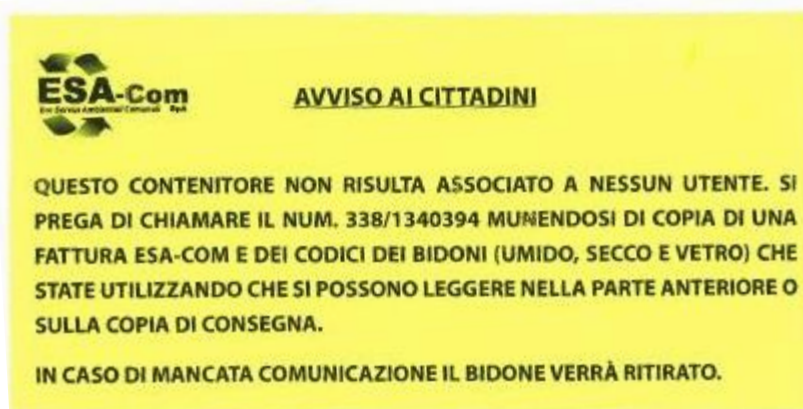 ESA-Com
AVVISO AI CITTADINI
QUESTO CONTENITORE NON RISULTA ASSOCIATO A NESSUN UTENTE. SI
PREGA DI CHIAMARE IL NUM. 338/1340394 MUNENDOSI DI COPIA DI UNA
FATTURA ESA-COM E DEI CODICI DEI BIDONI (UMIDO, SECCO E VETRO) CHE
STATE UTILIZZANDO CHE SI POSSONO LEGGERE NELLA PARTE ANTERIORE O
SULLA COPIA DI CONSEGNA.
IN CASO DI MANCATA COMUNICAZIONE IL BIDONE VERRÀ RITIRATO.